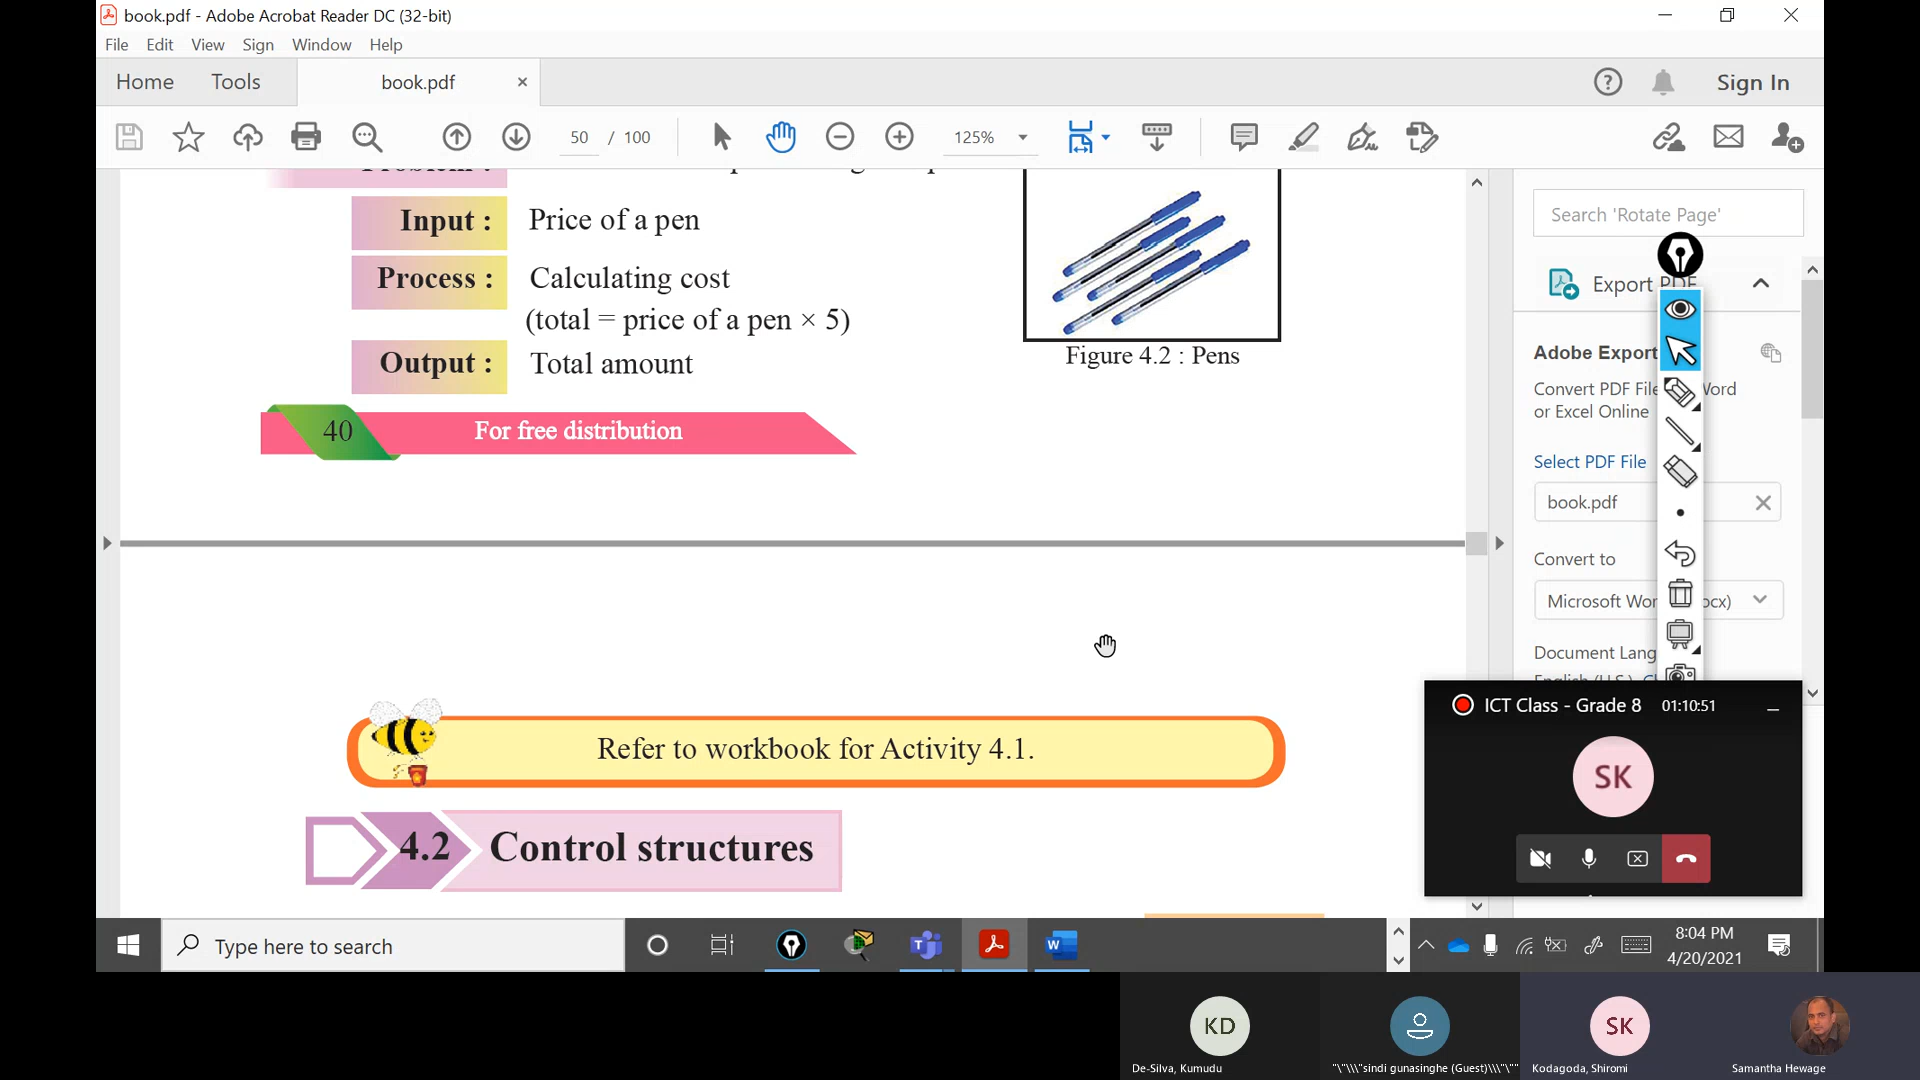 book.pdf - Adobe Acrobat Reader DC (32-bit)
File Edit View Sign Window Help
Home Tools book.pdf × Sign In
50 / 100 125%
Input : Price of a pen
Process : Calculating cost
(total = price of a pen × 5)
Output : Total amount
Figure 4.2 : Pens
40 For free distribution
Refer to workbook for Activity 4.1.
4.2 Control structures
Search 'Rotate Page'
Export PDF
Adobe Export
Convert PDF File Word
or Excel Online
Select PDF File
book.pdf
Convert to
Microsoft Wor ocx)
Document Lang
ICT Class - Grade 8 01:10:51
SK
Type here to search
8:04 PM
4/20/2021
KD
SK
De-Silva, Kumudu
"\"\\\"sindi gunasinghe (Guest)\\\"\""
Kodagoda, Shiromi
Samantha Hewage